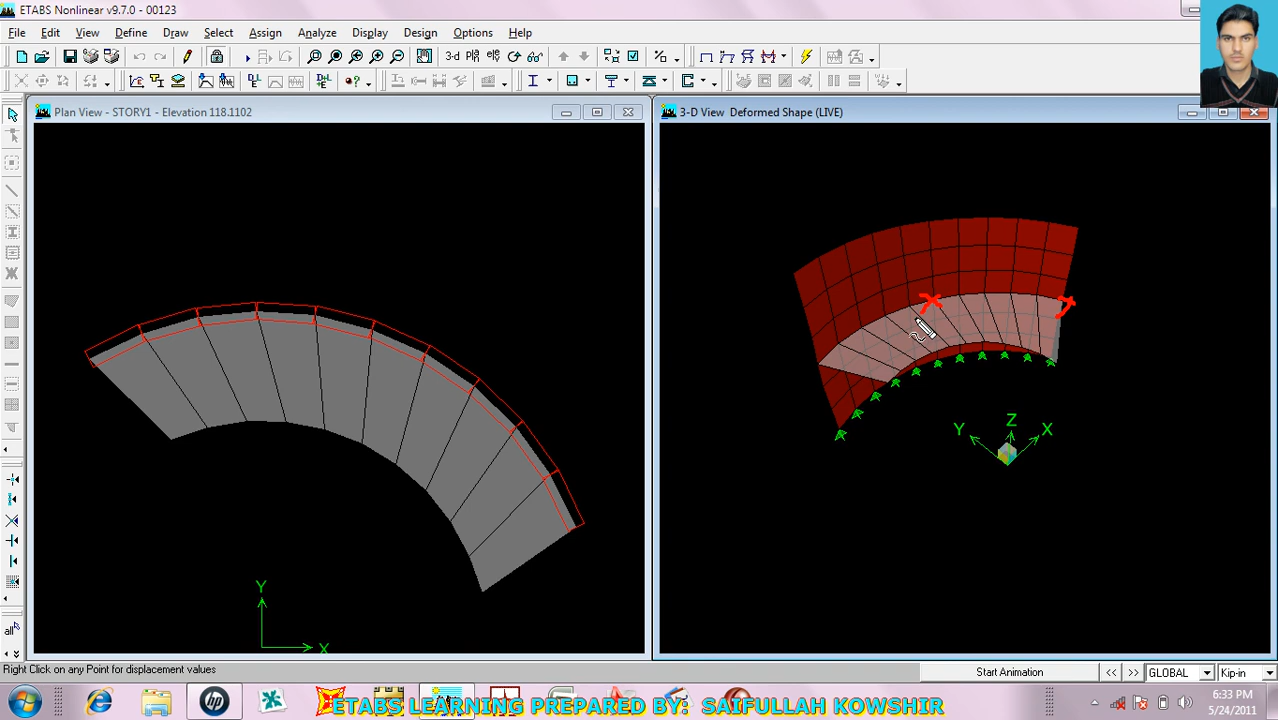 ETABS Nonlinear v9.7.0 - 00123
File Edit View Define Draw Select Assign Analyze Display Design Options Help
3-d
Plan View - STORY1 - Elevation 118.1102
3-D View Deformed Shape (LIVE)
Y
Z
X
Y
X
all
Right Click on any Point for displacement values
Start Animation
<<
>>
GLOBAL
Kip-in
6:33 PM
5/24/2011
ETABS LEARNING PREPARED BY: SAIFULLAH KOWSHIR